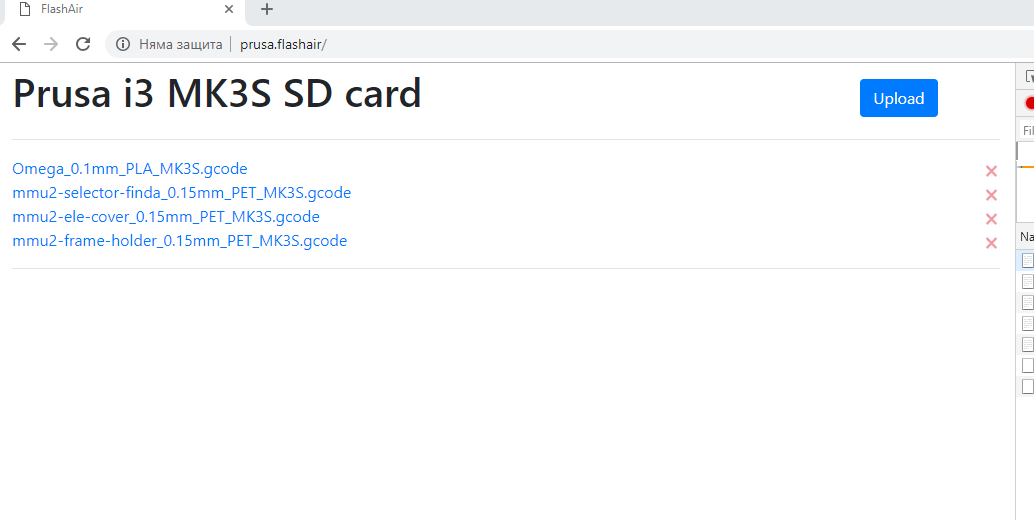 FlashAir
Няма защита
prusa.flashair/
Prusa i3 MK3S SD card
Upload
Fil
Omega_0.1mm_PLA_MK3S.gcode
mmu2-selector-finda_0.15mm_PET_MK3S.gcode
mmu2-ele-cover_0.15mm_PET_MK3S.gcode
Na
mmu2-frame-holder_0.15mm_PET_MK3S.gcode